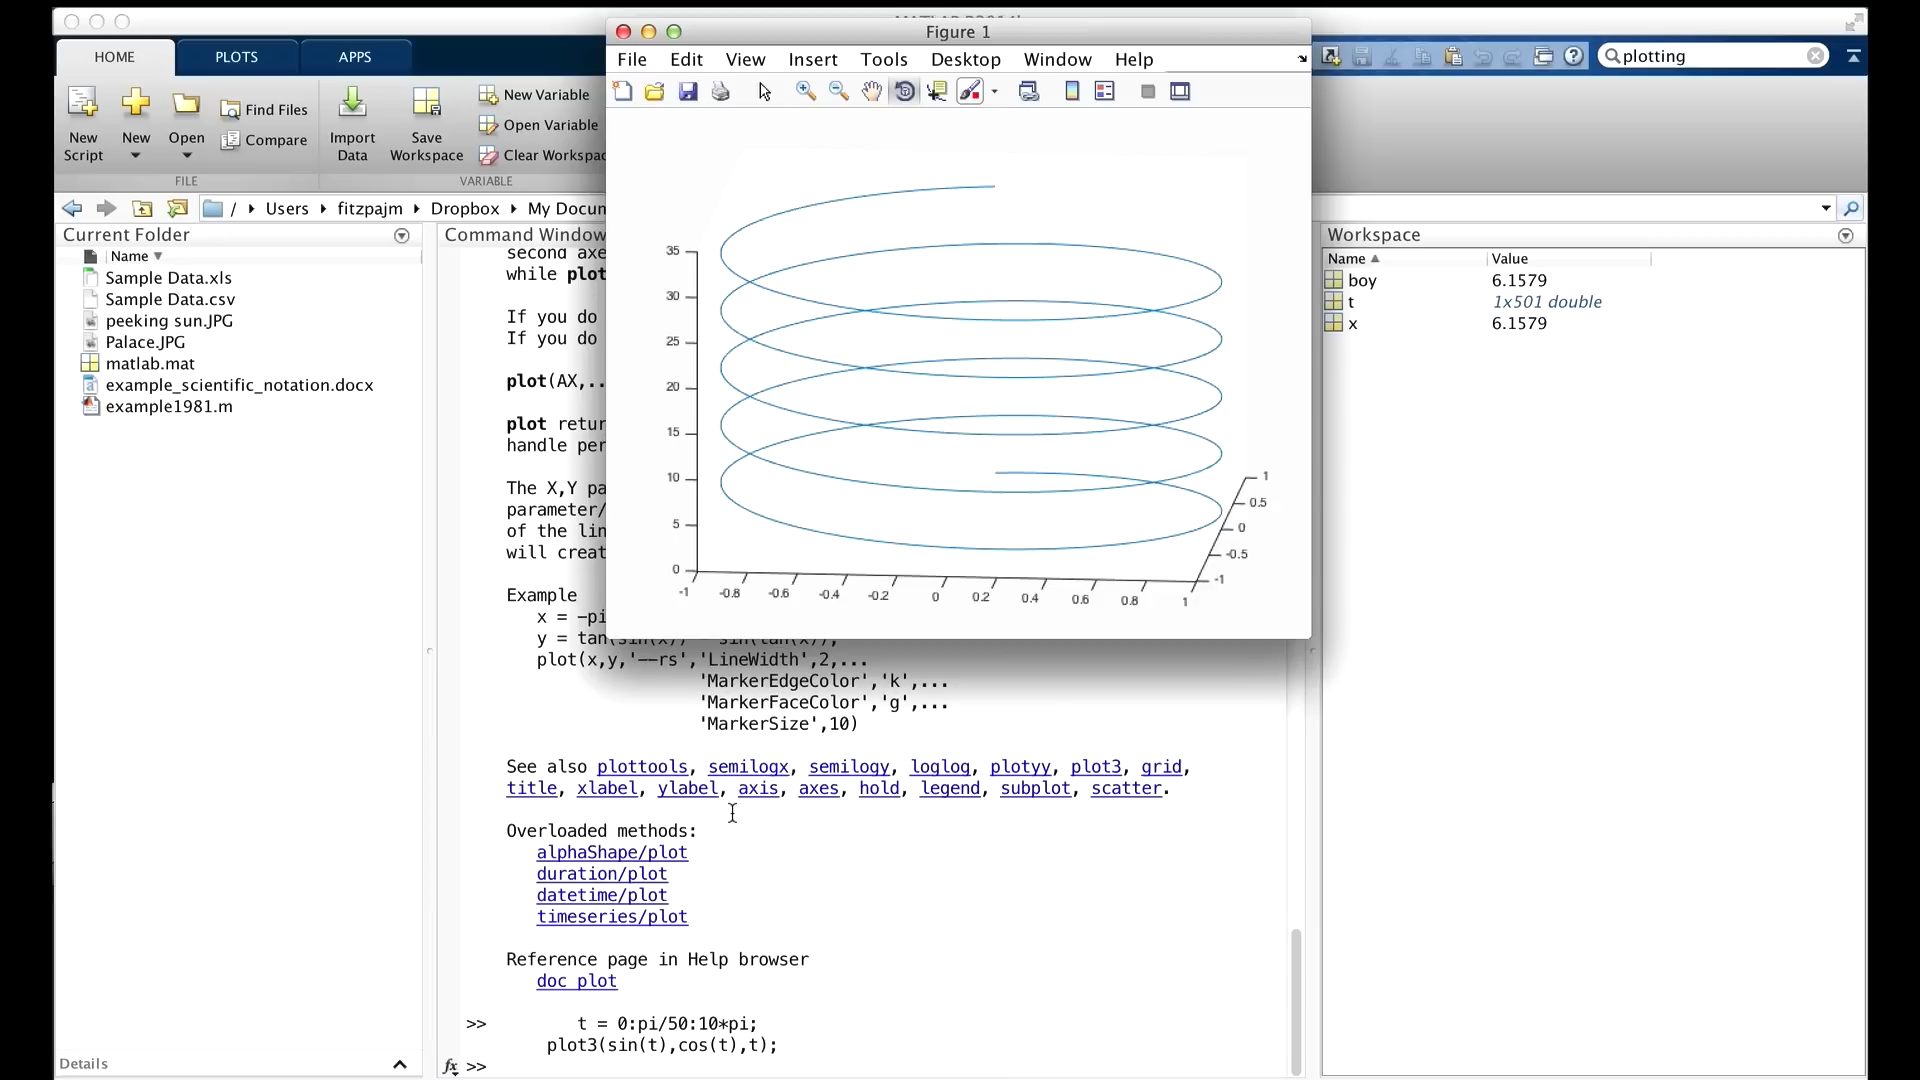 Figure 1
HOME PLOTS APPS
File Edit View Insert Tools Desktop Window Help
plotting
New Script
New
Open
Find Files
Compare
Import Data
Save Workspace
New Variable
Open Variable
Clear Workspac
FILE
VARIABLE
/ Users fitzpajm Dropbox My Docum
Current Folder
Name
Sample Data.xls
Sample Data.csv
peeking sun.JPG
Palace.JPG
matlab.mat
example_scientific_notation.docx
example1981.m
Details
Command Window
second axe
while plot
If you do
If you do
plot(AX,..
plot retur
handle per
The X,Y pa
parameter/
of the lin
will creat
Example
x = -pi
y = tan(sin(x)) - sin(tan(x));
plot(x,y,'--rs','LineWidth',2,...
'MarkerEdgeColor','k',...
'MarkerFaceColor','g',...
'MarkerSize',10)
See also plottools, semilogx, semilogy, loglog, plotyy, plot3, grid,
title, xlabel, ylabel, axis, axes, hold, legend, subplot, scatter.
Overloaded methods:
alphaShape/plot
duration/plot
datetime/plot
timeseries/plot
Reference page in Help browser
doc plot
>> t = 0:pi/50:10*pi;
plot3(sin(t),cos(t),t);
fx >>
35
30
25
20
15
10
5
0
-1 -0.8 -0.6 -0.4 -0.2 0 0.2 0.4 0.6 0.8 1
1
0.5
0
-0.5
-1
Workspace
Name Value
boy 6.1579
t 1x501 double
x 6.1579